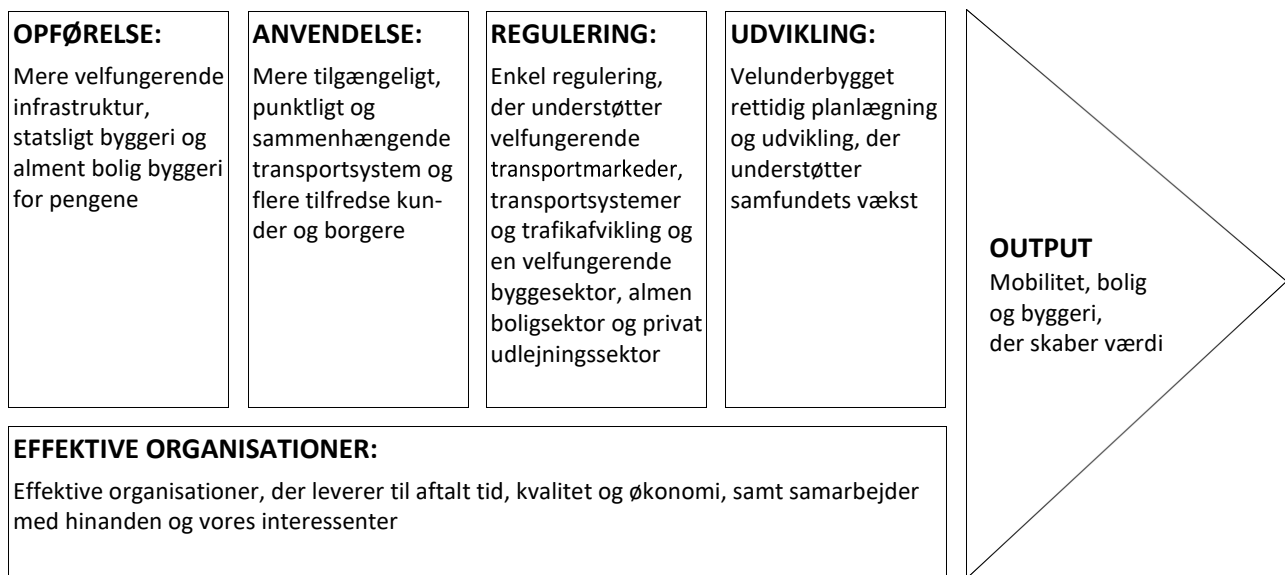 OPFØRELSE:
Mere velfungerende
infrastruktur,
statsligt byggeri og
alment bolig byggeri
for pengene
ANVENDELSE:
Mere tilgængeligt,
punktligt og
sammenhængende
transportsystem og
flere tilfredse kun-
der og borgere
REGULERING:
Enkel regulering,
der understøtter
velfungerende
transportmarkeder,
transportsystemer
og trafikafvikling og
en velfungerende
byggesektor, almen
boligsektor og privat
udlejningssektor
UDVIKLING:
Velunderbygget
rettidig planlægning
og udvikling, der
understøtter
samfundets vækst
OUTPUT
Mobilitet, bolig
og byggeri,
der skaber værdi
EFFEKTIVE ORGANISATIONER:
Effektive organisationer, der leverer til aftalt tid, kvalitet og økonomi, samt samarbejder
med hinanden og vores interessenter